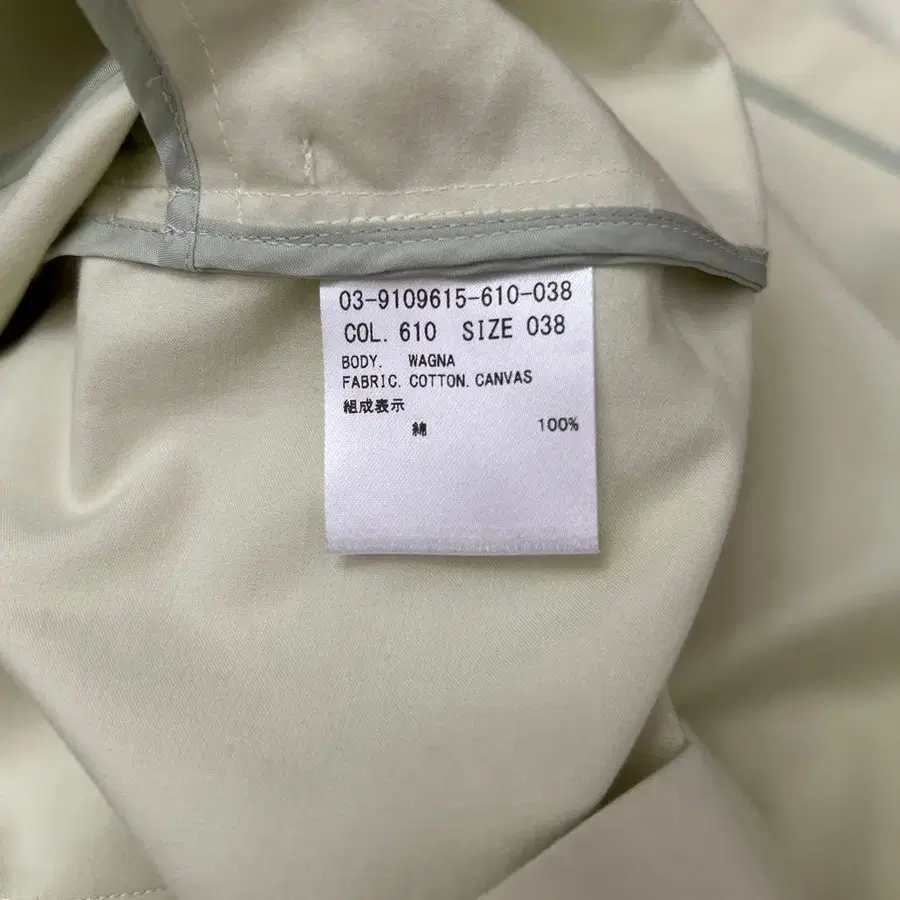 03-9109615-610-038
COL. 610 SIZE 038
BODY. WAGNA
FABRIC. COTTON. CANVAS
組成表示
綿 100%